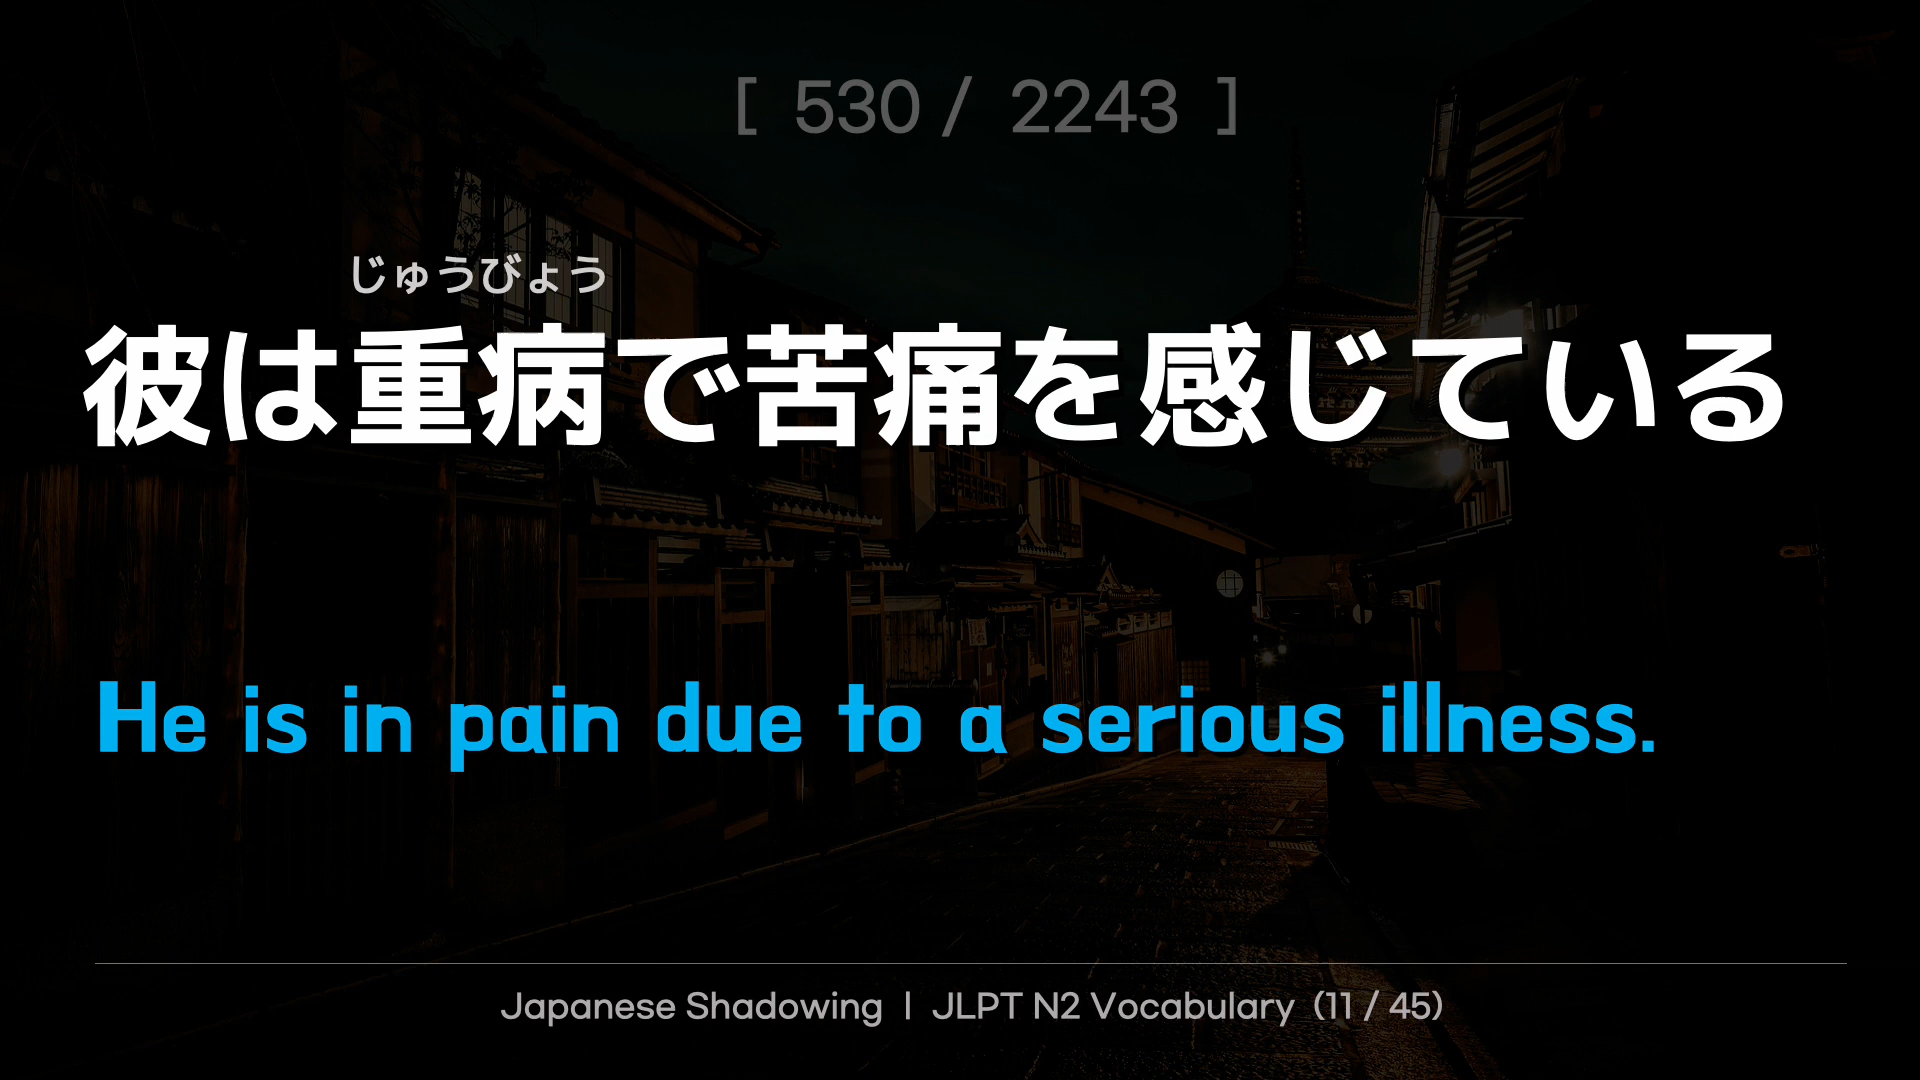 [ 530 / 2243 ]
じゅうびょう
彼は重病で苦痛を感じている
He is in pain due to a serious illness.
Japanese Shadowing | JLPT N2 Vocabulary (11 / 45)